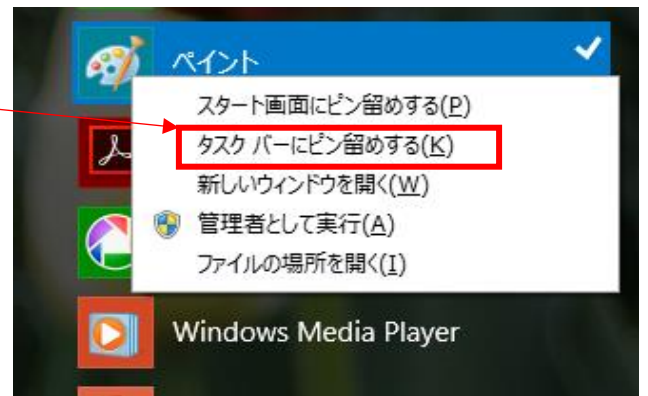 ペイント
スタート画面にピン留めする(P)
タスク バーにピン留めする(K)
新しいウィンドウを開く(W)
管理者として実行(A)
ファイルの場所を開く(I)
Windows Media Player